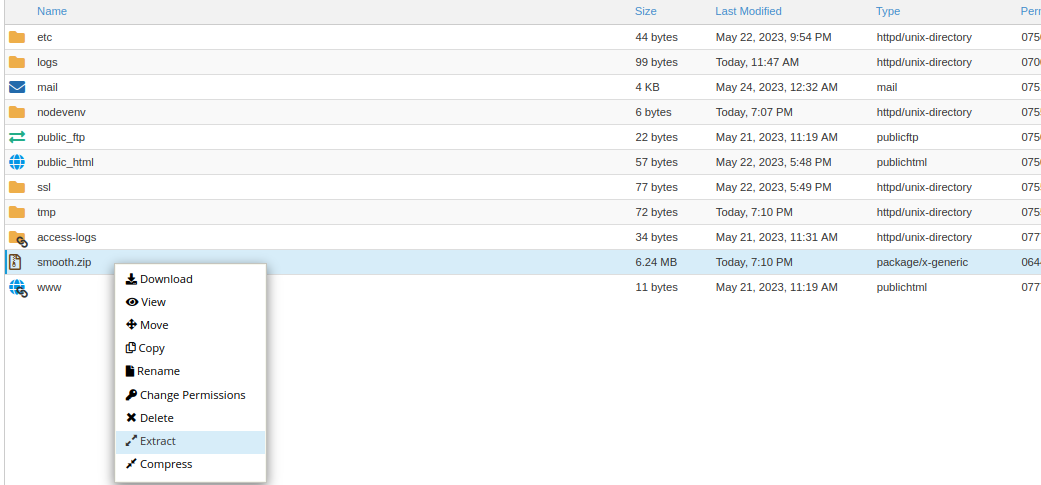 Name Size Last Modified Type Perr
etc 44 bytes May 22, 2023, 9:54 PM httpd/unix-directory 075
logs 99 bytes Today, 11:47 AM httpd/unix-directory 070
mail 4 KB May 24, 2023, 12:32 AM mail 075
nodevenv 6 bytes Today, 7:07 PM httpd/unix-directory 075
public_ftp 22 bytes May 21, 2023, 11:19 AM publicftp 075
public_html 57 bytes May 22, 2023, 5:48 PM publichtml 075
ssl 77 bytes May 22, 2023, 5:49 PM httpd/unix-directory 075
tmp 72 bytes Today, 7:10 PM httpd/unix-directory 075
access-logs 34 bytes May 21, 2023, 11:31 AM httpd/unix-directory 077
smooth.zip 6.24 MB Today, 7:10 PM package/x-generic 064
www 11 bytes May 21, 2023, 11:19 AM publichtml 077
Download
View
Move
Copy
Rename
Change Permissions
Delete
Extract
Compress